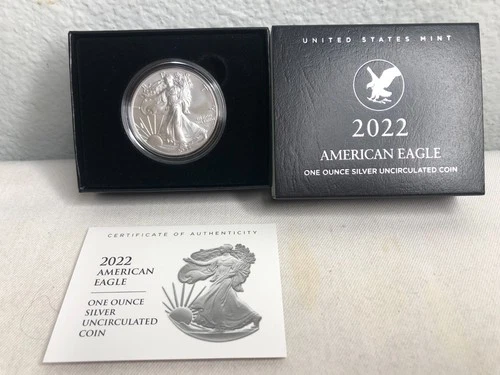 UNITED STATES MINT
2022
AMERICAN EAGLE
ONE OUNCE SILVER UNCIRCULATED COIN
CERTIFICATE OF AUTHENTICITY
2022
AMERICAN
EAGLE
ONE OUNCE
SILVER
UNCIRCULATED
COIN